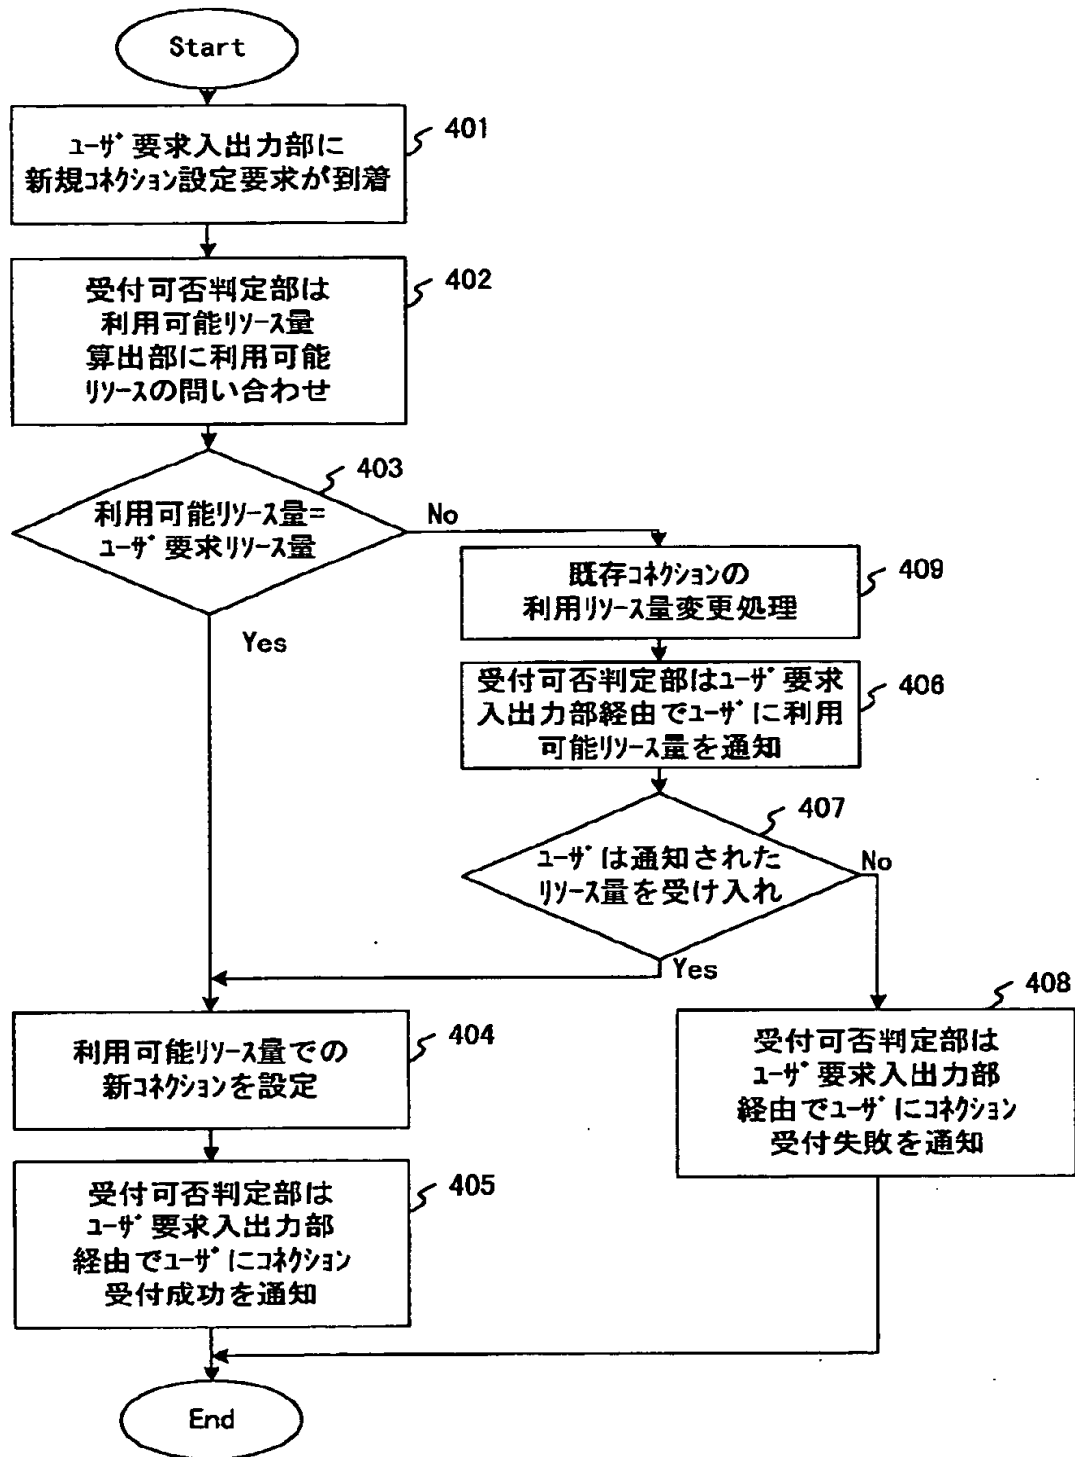 Start
ﾕｰｻﾞ要求入出力部に
新規ｺﾈｸｼｮﾝ設定要求が到着
401
受付可否判定部は
利用可能ﾘｿｰｽ量
算出部に利用可能
ﾘｿｰｽの問い合わせ
402
403
利用可能ﾘｿｰｽ量=
ﾕｰｻﾞ要求ﾘｿｰｽ量
No
Yes
既存ｺﾈｸｼｮﾝの
利用ﾘｿｰｽ量変更処理
409
受付可否判定部はﾕｰｻﾞ要求
入出力部経由でﾕｰｻﾞに利用
可能ﾘｿｰｽ量を通知
406
407
ﾕｰｻﾞは通知された
ﾘｿｰｽ量を受け入れ
No
Yes
利用可能ﾘｿｰｽ量での
新ｺﾈｸｼｮﾝを設定
404
408
受付可否判定部は
ﾕｰｻﾞ要求入出力部
経由でﾕｰｻﾞにｺﾈｸｼｮﾝ
受付失敗を通知
受付可否判定部は
ﾕｰｻﾞ要求入出力部
経由でﾕｰｻﾞにｺﾈｸｼｮﾝ
受付成功を通知
405
End